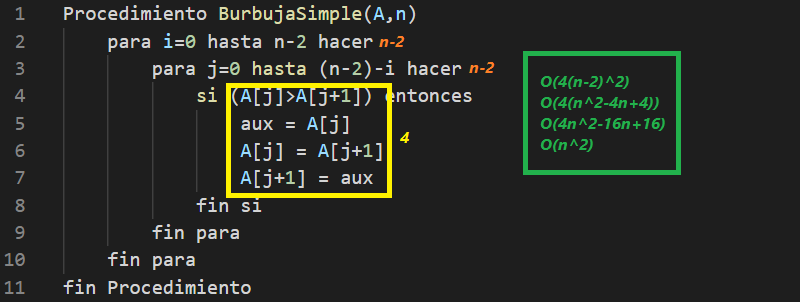 1 Procedimiento BurbujaSimple(A,n)
2 para i=0 hasta n-2 hacer n-2
3 para j=0 hasta (n-2)-i hacer n-2
4 si (A[j]>A[j+1]) entonces
5 aux = A[j]
6 A[j] = A[j+1]
7 A[j+1] = aux
8 fin si
9 fin para
10 fin para
11 fin Procedimiento
4
O(4(n-2)^2)
O(4(n^2-4n+4))
O(4n^2-16n+16)
O(n^2)